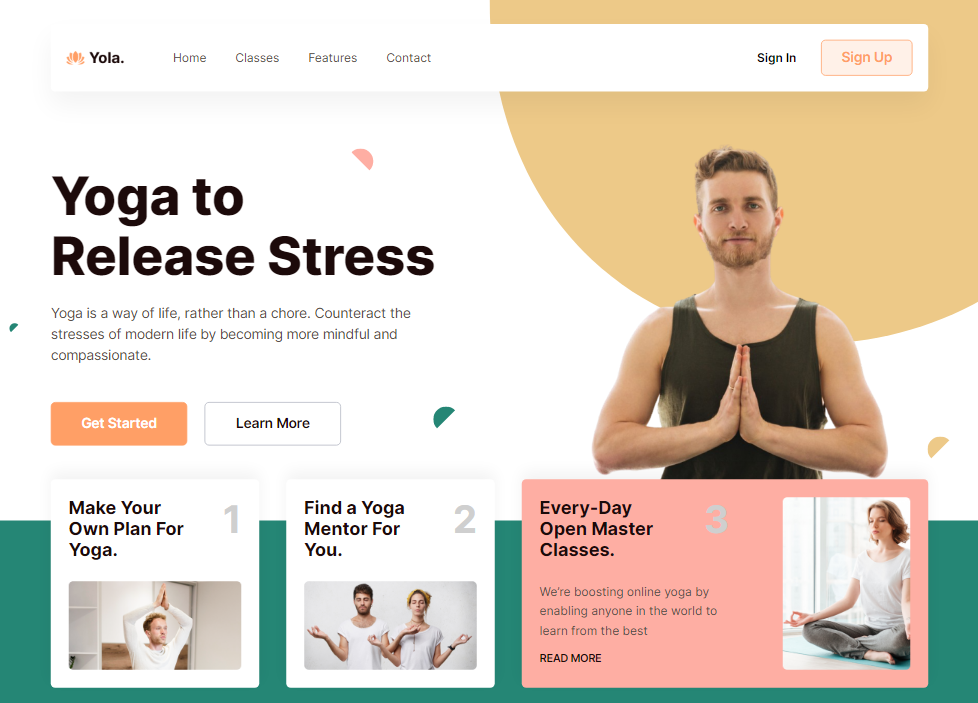 Yola.
Home
Classes
Features
Contact
Sign In
Sign Up
Yoga to
Release Stress
Yoga is a way of life, rather than a chore. Counteract the
stresses of modern life by becoming more mindful and
compassionate.
Get Started
Learn More
Make Your
Own Plan For
Yoga.
1
Find a Yoga
Mentor For
You.
2
Every-Day
Open Master
Classes.
3
We're boosting online yoga by
enabling anyone in the world to
learn from the best
READ MORE